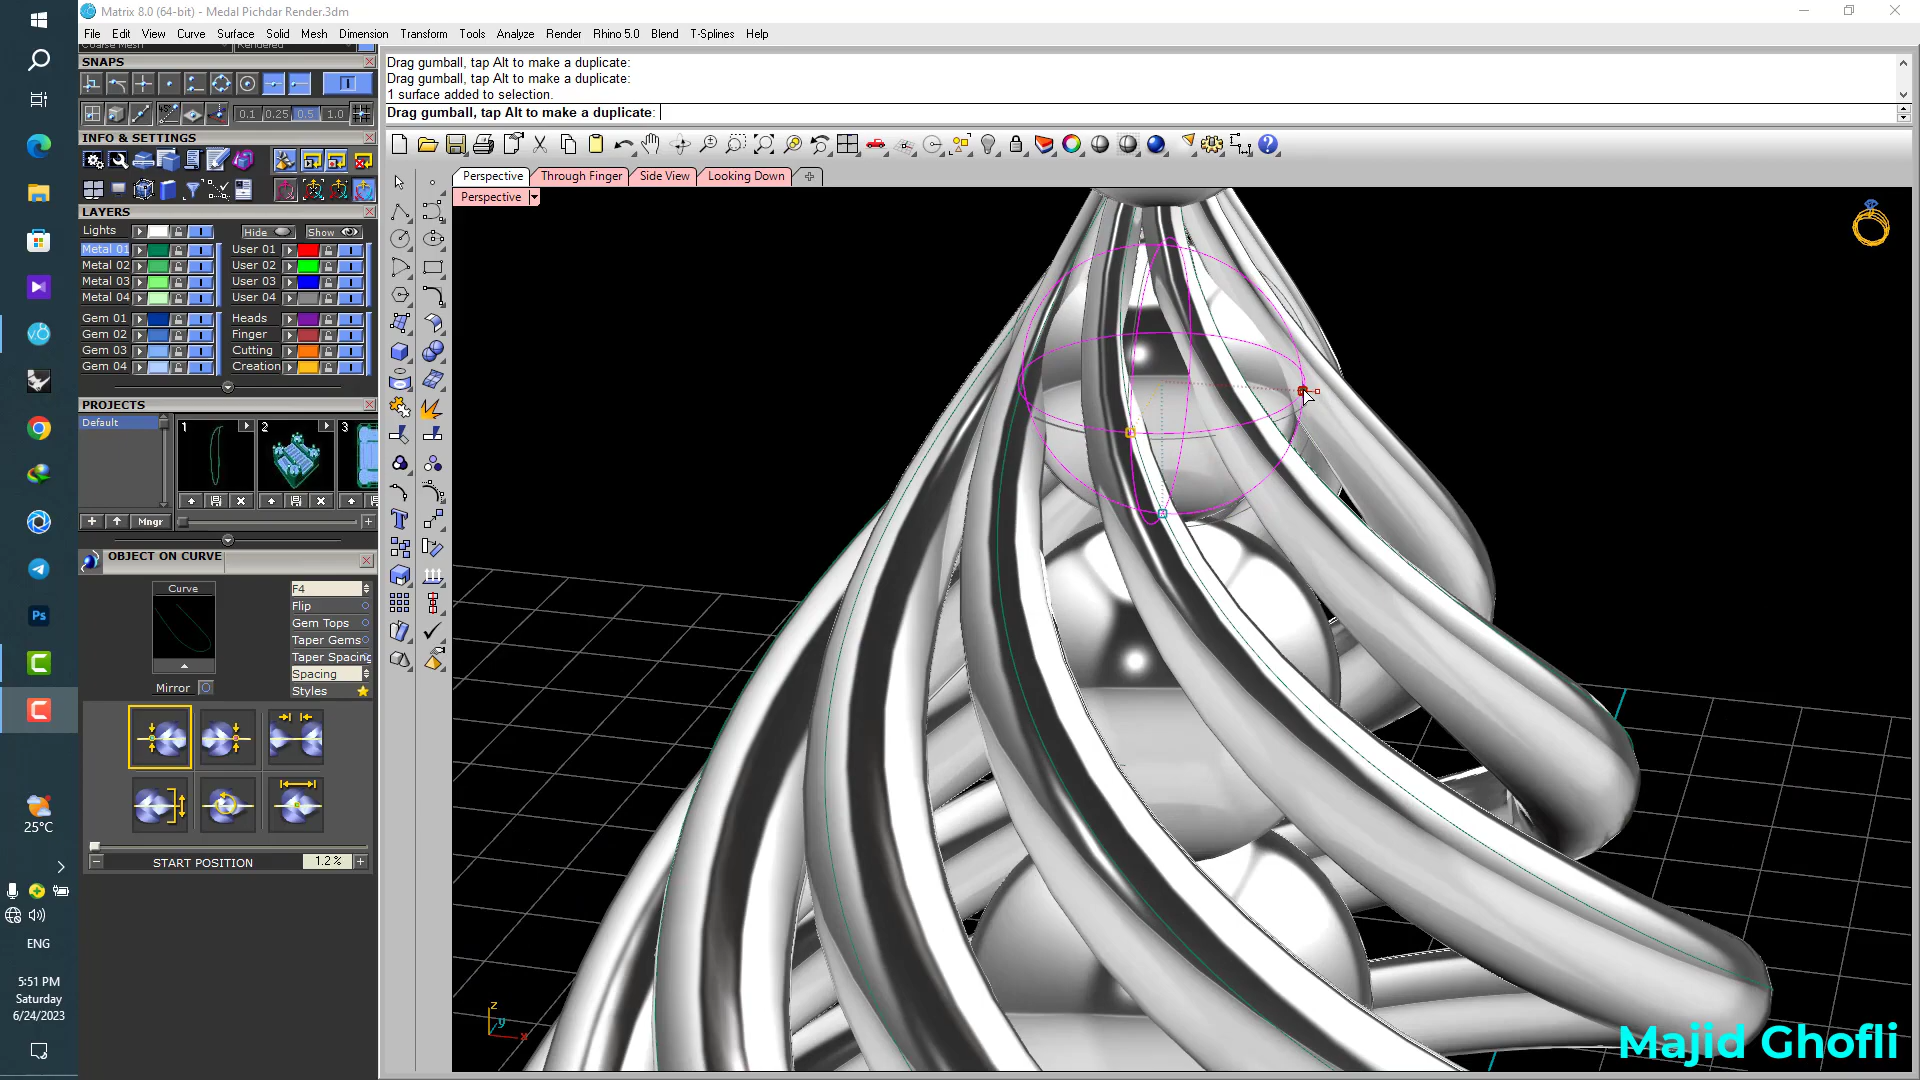 Matrix 8.0 (64-bit) - Medal Pichdar Render.3dm
File Edit View Curve Surface Solid Mesh Dimension Transform Tools Analyze Render Rhino 5.0 Blend T-Splines Help
Coarse Mesh Rendered
SNAPS
0.1 0.25 0.5 1.0
INFO & SETTINGS
LAYERS
Lights Hide Show
Metal 01 User 01
Metal 02 User 02
Metal 03 User 03
Metal 04 User 04
Gem 01 Heads
Gem 02 Finger
Gem 03 Cutting
Gem 04 Creation
PROJECTS
Default
1 2 3
Mngr
OBJECT ON CURVE
Curve
F4
Flip
Gem Tops
Taper Gems
Taper Spacing
Spacing
Mirror
Styles
START POSITION 1.2 %
Drag gumball, tap Alt to make a duplicate:
Drag gumball, tap Alt to make a duplicate:
1 surface added to selection.
Drag gumball, tap Alt to make a duplicate:
Perspective Through Finger Side View Looking Down
Perspective
z
y
x
25°C
ENG
5:51 PM
Saturday
6/24/2023
Majid Ghofli